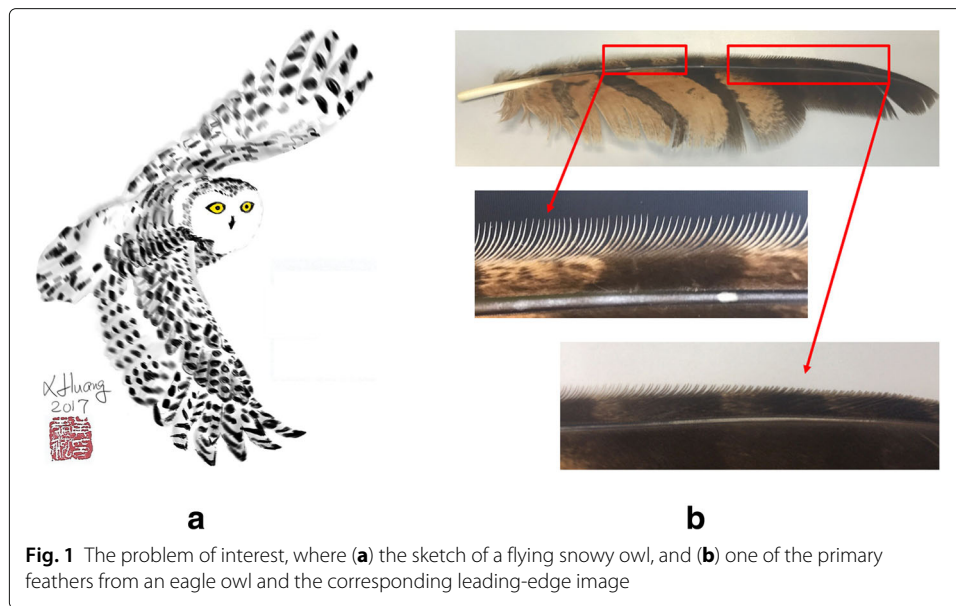 X Huang
2017
a
b
Fig. 1 The problem of interest, where (a) the sketch of a flying snowy owl, and (b) one of the primary
feathers from an eagle owl and the corresponding leading-edge image